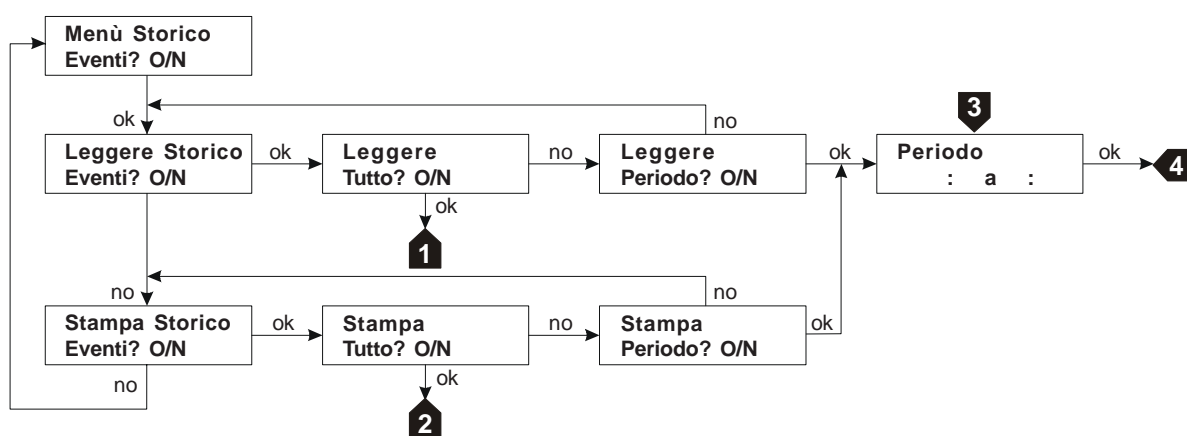 Menù Storico
Eventi? O/N
ok
no
3
Leggere Storico
Eventi? O/N
ok
Leggere
Tutto? O/N
no
Leggere
Periodo? O/N
ok
Periodo
: a :
ok
4
ok
1
no
no
Stampa Storico
Eventi? O/N
ok
Stampa
Tutto? O/N
no
Stampa
Periodo? O/N
ok
no
ok
2